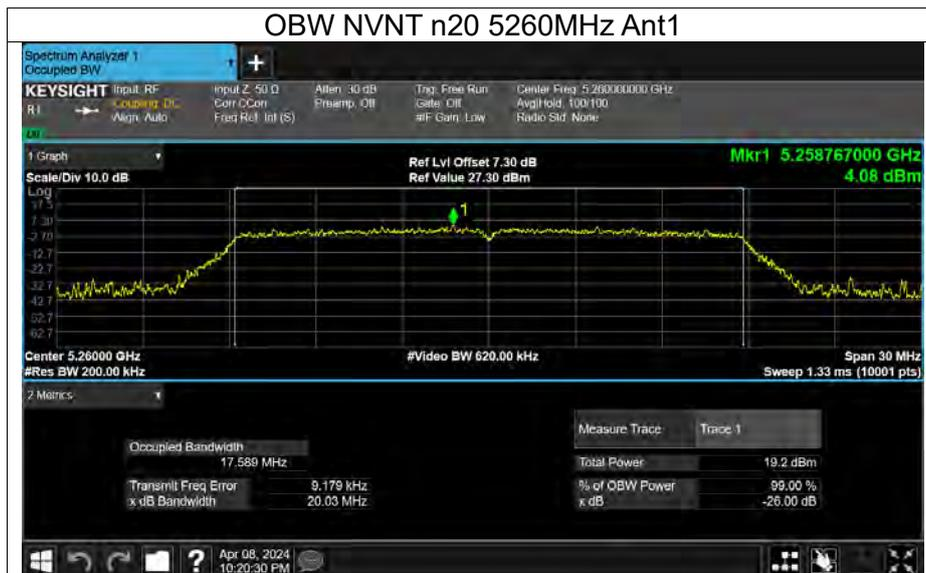 OBW NVNT n20 5260MHz Ant1
Spectrum Analyzer 1
Occupied BW
KEYSIGHT
Input: RF
Coupling: DC
Align: Auto
Input Z: 50 Ω
Corr CCorr
Freq Ref: Int (S)
Atten: 30 dB
Preamp: Off
Trig: Free Run
Gate: Off
#IF Gain: Low
Center Freq: 5.260000000 GHz
Avg|Hold: 100/100
Radio Std: None
1 Graph
Scale/Div 10.0 dB
Ref Lvl Offset 7.30 dB
Ref Value 27.30 dBm
Mkr1 5.258767000 GHz
4.08 dBm
Log
17.3
7.30
-2.70
-12.7
-22.7
-32.7
-42.7
-52.7
-62.7
1
Center 5.26000 GHz
#Video BW 620.00 kHz
Span 30 MHz
#Res BW 200.00 kHz
Sweep 1.33 ms (10001 pts)
2 Metrics
Measure Trace Trace 1
Occupied Bandwidth
17.589 MHz
Total Power 19.2 dBm
Transmit Freq Error 9.179 kHz
% of OBW Power 99.00 %
x dB Bandwidth 20.03 MHz
x dB -26.00 dB
Apr 08, 2024
10:20:30 PM